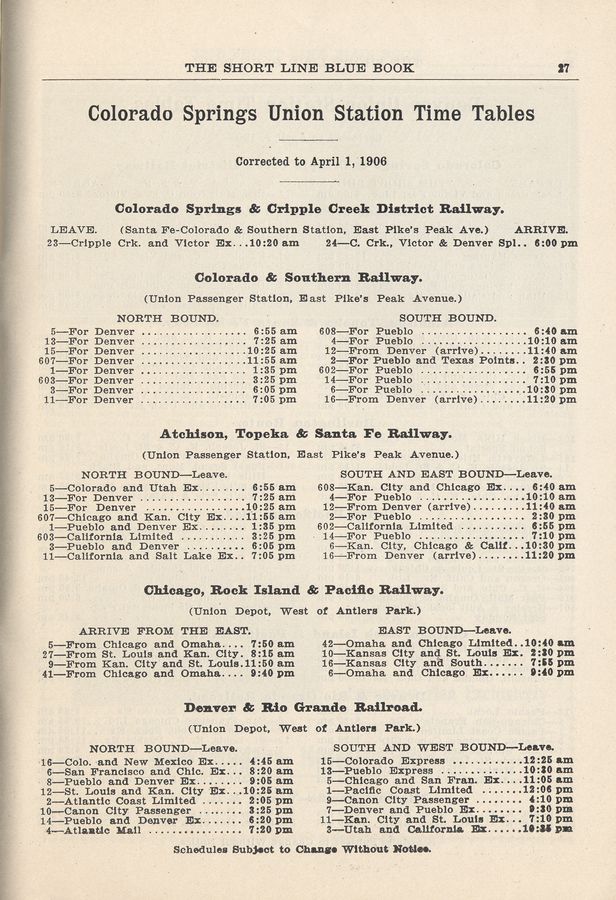 THE SHORT LINE BLUE BOOK 27
Colorado Springs Union Station Time Tables
Corrected to April 1, 1906
Colorado Springs & Cripple Creek District Railway.
LEAVE. (Santa Fe-Colorado & Southern Station, East Pike's Peak Ave.) ARRIVE.
23—Cripple Crk. and Victor Ex...10:20 am 24—C. Crk., Victor & Denver Spl.. 6:00 pm
Colorado & Southern Railway.
(Union Passenger Station, East Pike's Peak Avenue.)
NORTH BOUND.
5—For Denver .................. 6:55 am
13—For Denver .................. 7:25 am
15—For Denver ..................10:25 am
607—For Denver ..................11:55 am
1—For Denver .................. 1:35 pm
603—For Denver .................. 3:25 pm
3—For Denver .................. 6:05 pm
11—For Denver .................. 7:05 pm
SOUTH BOUND.
608—For Pueblo .................. 6:40 am
4—For Pueblo ..................10:10 am
12—From Denver (arrive)........11:40 am
2—For Pueblo and Texas Points.. 2:30 pm
602—For Pueblo .................. 6:55 pm
14—For Pueblo .................. 7:10 pm
6—For Pueblo ..................10:30 pm
16—From Denver (arrive)........11:20 pm
Atchison, Topeka & Santa Fe Railway.
(Union Passenger Station, East Pike's Peak Avenue.)
NORTH BOUND—Leave.
5—Colorado and Utah Ex........ 6:55 am
13—For Denver .................. 7:25 am
15—For Denver ..................10:25 am
607—Chicago and Kan. City Ex....11:55 am
1—Pueblo and Denver Ex........ 1:35 pm
603—California Limited .......... 3:25 pm
3—Pueblo and Denver .......... 6:05 pm
11—California and Salt Lake Ex.. 7:05 pm
SOUTH AND EAST BOUND—Leave.
608—Kan. City and Chicago Ex.... 6:40 am
4—For Pueblo ..................10:10 am
12—From Denver (arrive)........11:40 am
2—For Pueblo .................. 2:30 pm
602—California Limited .......... 6:55 pm
14—For Pueblo .................. 7:10 pm
6—Kan. City, Chicago & Calif...10:30 pm
16—From Denver (arrive)........11:20 pm
Chicago, Rock Island & Pacific Railway.
(Union Depot, West of Antlers Park.)
ARRIVE FROM THE EAST.
5—From Chicago and Omaha.... 7:50 am
27—From St. Louis and Kan. City. 8:15 am
9—From Kan. City and St. Louis.11:50 am
41—From Chicago and Omaha.... 9:40 pm
EAST BOUND—Leave.
42—Omaha and Chicago Limited..10:40 am
10—Kansas City and St. Louis Ex. 2:30 pm
16—Kansas City and South....... 7:55 pm
6—Omaha and Chicago Ex...... 9:40 pm
Denver & Rio Grande Railroad.
(Union Depot, West of Antlers Park.)
NORTH BOUND—Leave.
16—Colo. and New Mexico Ex..... 4:45 am
6—San Francisco and Chic. Ex... 8:20 am
8—Pueblo and Denver Ex........ 9:05 am
12—St. Louis and Kan. City Ex...10:25 am
2—Atlantic Coast Limited ....... 2:05 pm
10—Canon City Passenger ........ 3:25 pm
14—Pueblo and Denver Ex........ 6:20 pm
4—Atlantic Mail ................ 7:20 pm
SOUTH AND WEST BOUND—Leave.
15—Colorado Express ...........12:25 am
13—Pueblo Express .............10:30 am
5—Chicago and San Fran. Ex....11:05 am
1—Pacific Coast Limited .......12:06 pm
9—Canon City Passenger ....... 4:10 pm
7—Denver and Pueblo Ex....... 9:30 pm
11—Kan. City and St. Louis Ex... 7:10 pm
3—Utah and California Ex......10:35 pm
Schedules Subject to Change Without Notice.